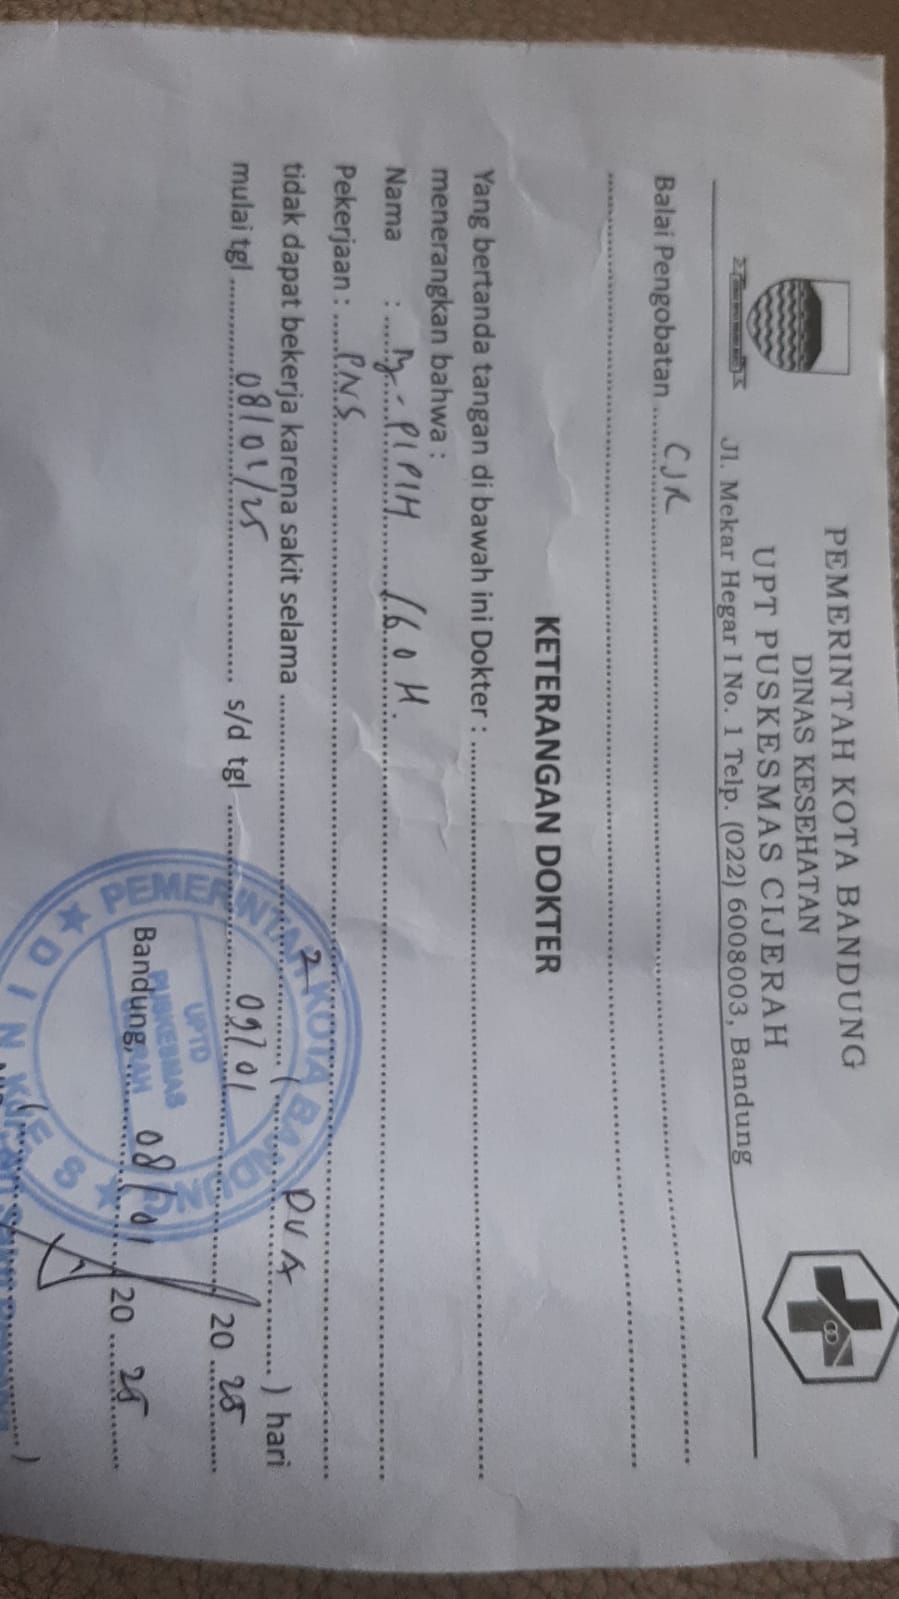 PEMERINTAH KOTA BANDUNG
DINAS KESEHATAN
UPT PUSKESMAS CIJERAH
Jl. Mekar Hegar I No. 1 Telp. (022) 6008003, Bandung
Balai Pengobatan CJR
KETERANGAN DOKTER
Yang bertanda tangan di bawah ini Dokter :
menerangkan bahwa :
Nama : Ny. PIPIH
Pekerjaan : PNS
tidak dapat bekerja karena sakit selama 2 ( DUA ) hari
mulai tgl 08/01/25 s/d tgl 09/01 20 25
Bandung, 08/01 20 25
PEMERINTAH KOTA BANDUNG
UPTD
PUSKESMAS
DINKES